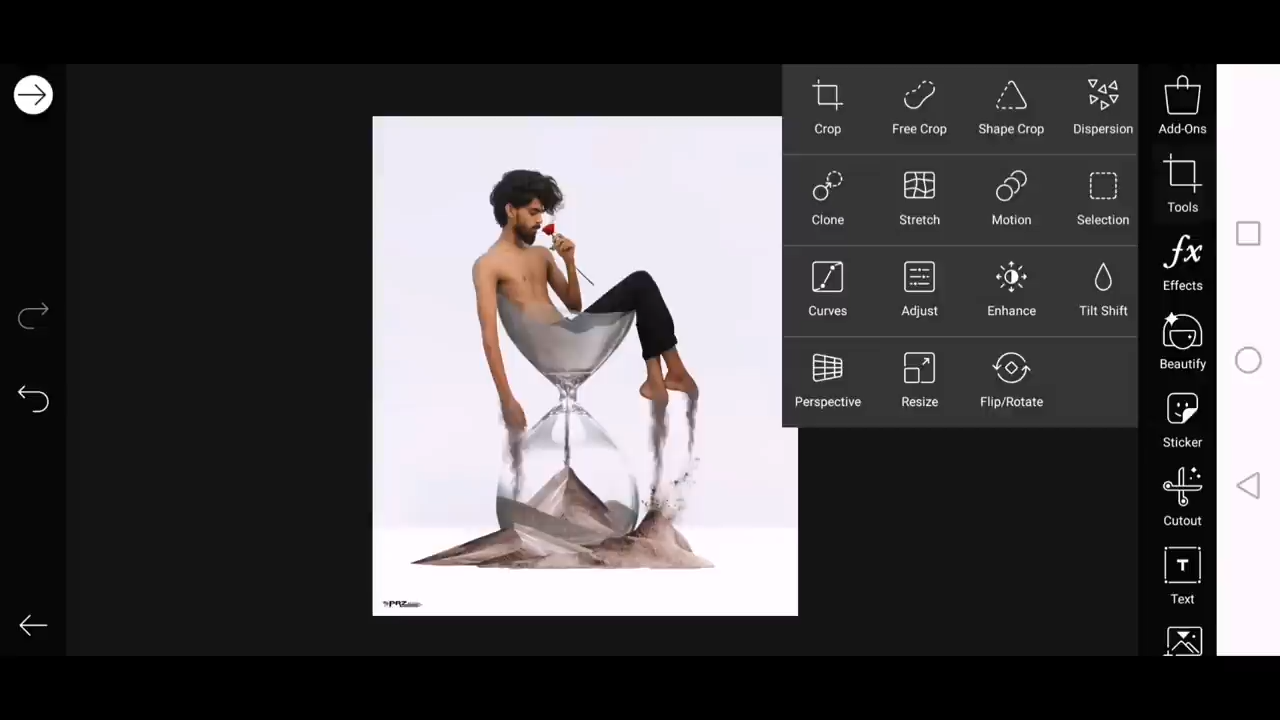 Crop Free Crop Shape Crop Dispersion
Clone Stretch Motion Selection
Curves Adjust Enhance Tilt Shift
Perspective Resize Flip/Rotate
Add-Ons
Tools
fx
Effects
Beautify
Sticker
Cutout
T
Text